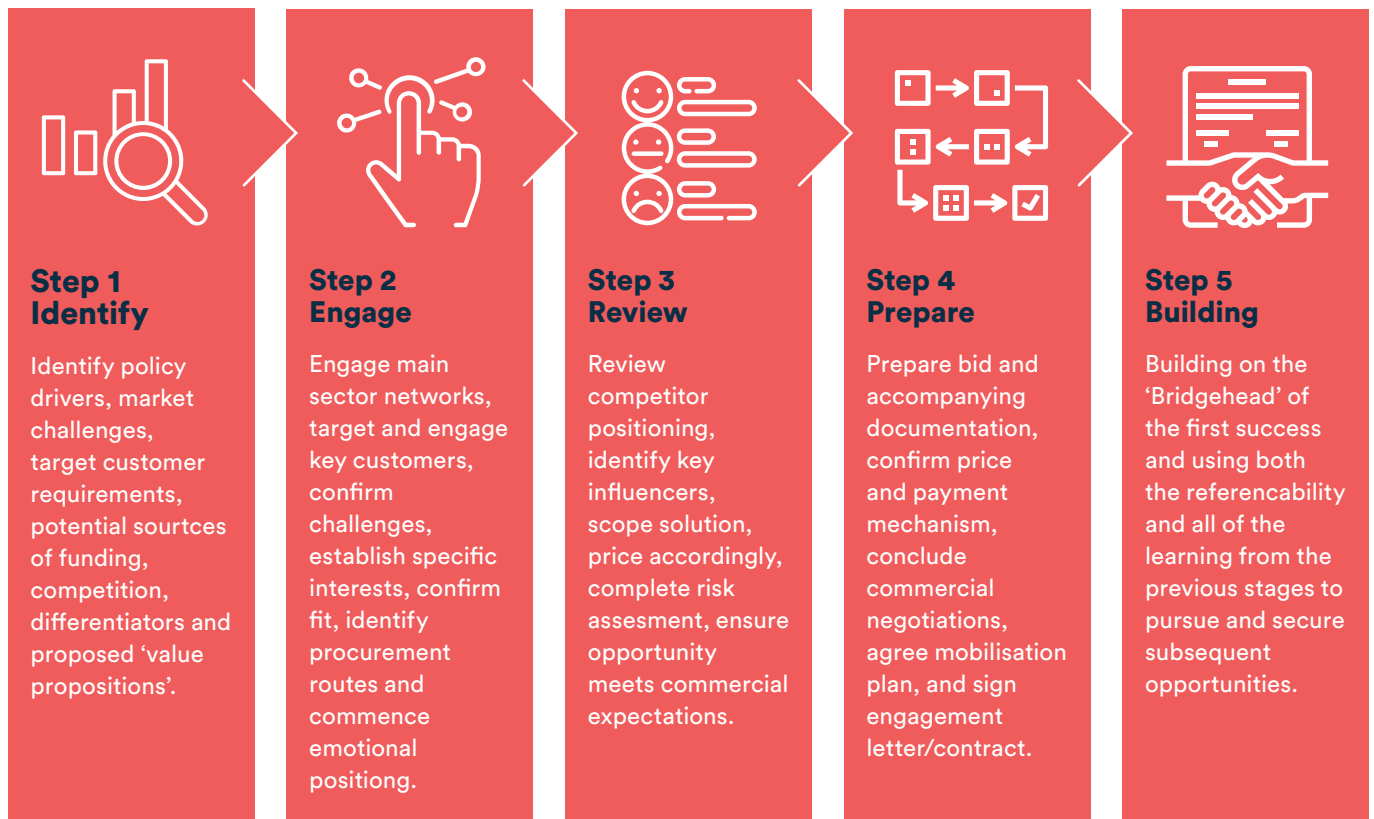 Step 1
Identify
Identify policy
drivers, market
challenges,
target customer
requirements,
potential sourtces
of funding,
competition,
differentiators and
proposed ‘value
propositions’.
Step 2
Engage
Engage main
sector networks,
target and engage
key customers,
confirm
challenges,
establish specific
interests, confirm
fit, identify
procurement
routes and
commence
emotional
positiong.
Step 3
Review
Review
competitor
positioning,
identify key
influencers,
scope solution,
price accordingly,
complete risk
assesment, ensure
opportunity
meets commercial
expectations.
Step 4
Prepare
Prepare bid and
accompanying
documentation,
confirm price
and payment
mechanism,
conclude
commercial
negotiations,
agree mobilisation
plan, and sign
engagement
letter/contract.
Step 5
Building
Building on the
‘Bridgehead’ of
the first success
and using both
the referencability
and all of the
learning from the
previous stages to
pursue and secure
subsequent
opportunities.